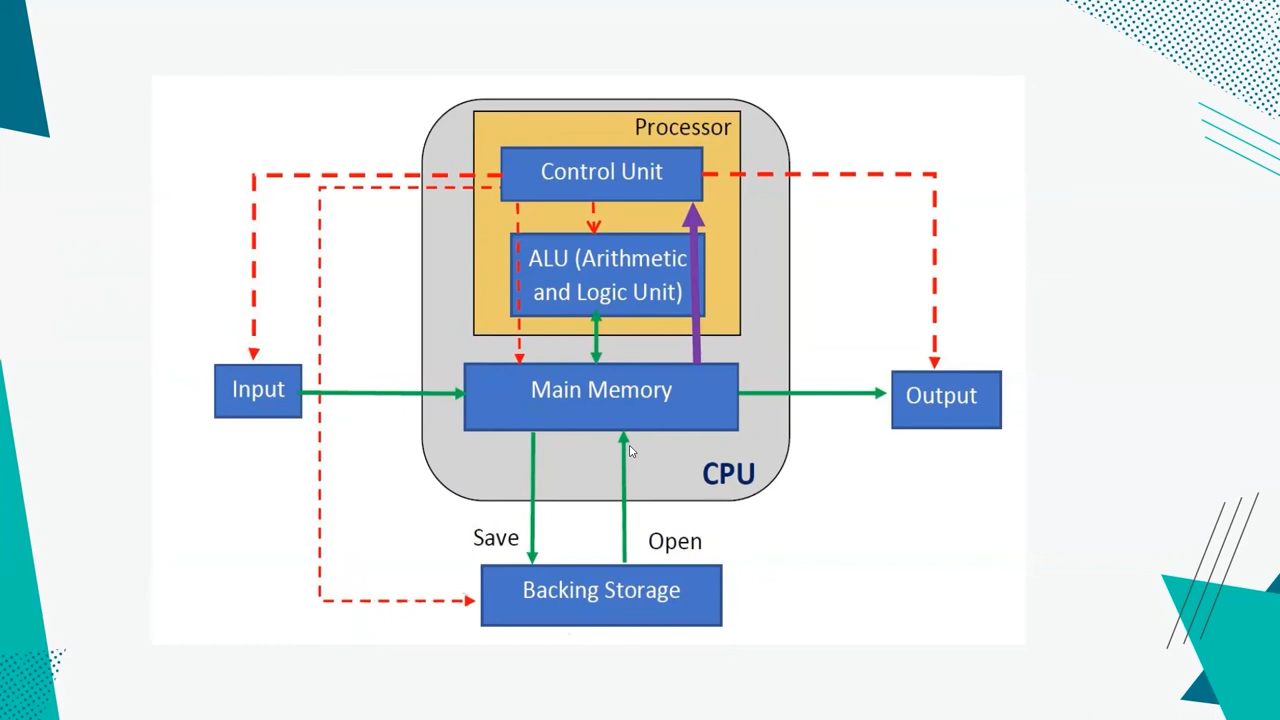 Processor
Control Unit
ALU (Arithmetic
and Logic Unit)
Input
Main Memory
Output
CPU
Save
Open
Backing Storage